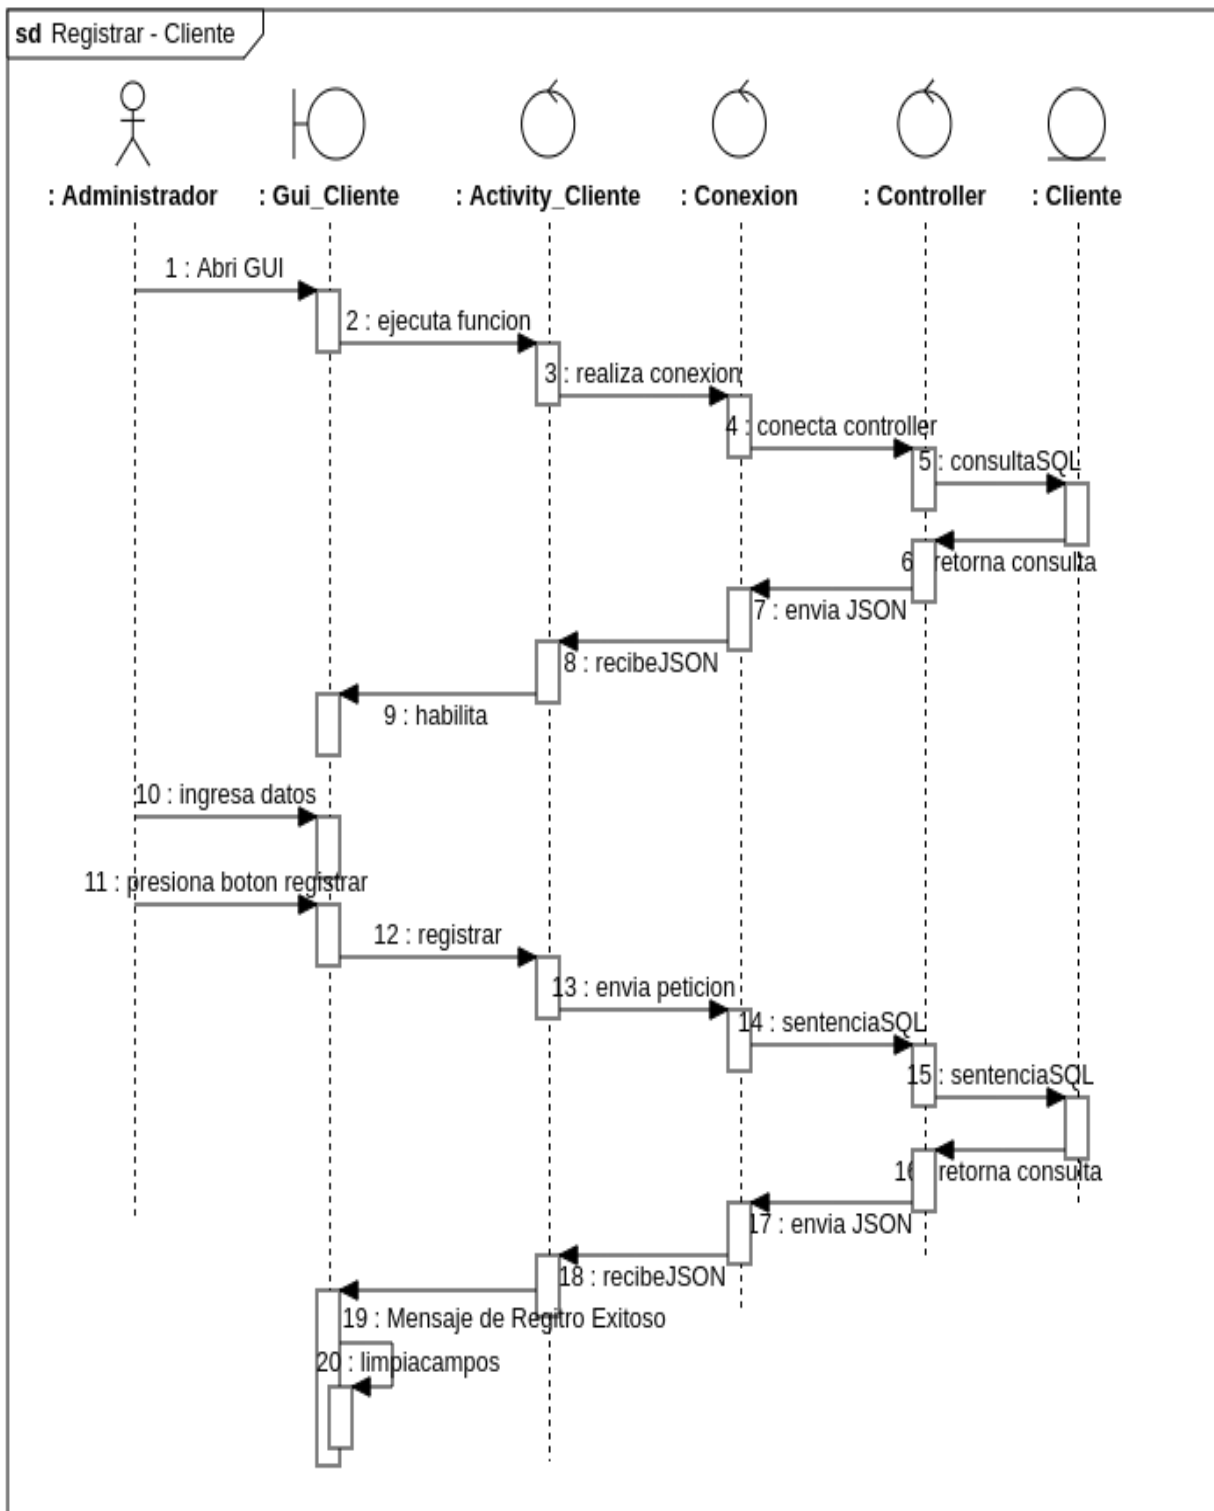 sd Registrar - Cliente
: Administrador : Gui_Cliente : Activity_Cliente : Conexion : Controller : Cliente
1 : Abri GUI
2 : ejecuta funcion
3 : realiza conexion
4 : conecta controller
5 : consultaSQL
6 : retorna consulta
7 : envia JSON
8 : recibeJSON
9 : habilita
10 : ingresa datos
11 : presiona boton registrar
12 : registrar
13 : envia peticion
14 : sentenciaSQL
15 : sentenciaSQL
16 : retorna consulta
17 : envia JSON
18 : recibeJSON
19 : Mensaje de Regitro Exitoso
20 : limpiacampos